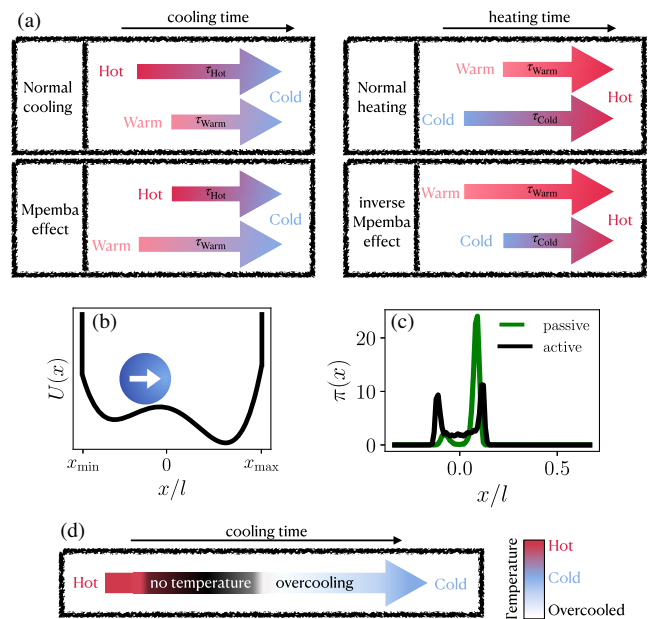 (a)
cooling time
Normal
cooling
Hot
τHot
Cold
Warm
τWarm
Mpemba
effect
Hot
τHot
Cold
Warm
τWarm
heating time
Normal
heating
Warm
τWarm
Hot
Cold
τCold
inverse
Mpemba
effect
Warm
τWarm
Hot
Cold
τCold
(b)
U(x)
xmin
0
xmax
x/l
(c)
passive
active
π(x)
20
10
0
0.0
0.5
x/l
(d)
cooling time
Hot
no temperature
overcooling
Cold
Temperature
Hot
Cold
Overcooled